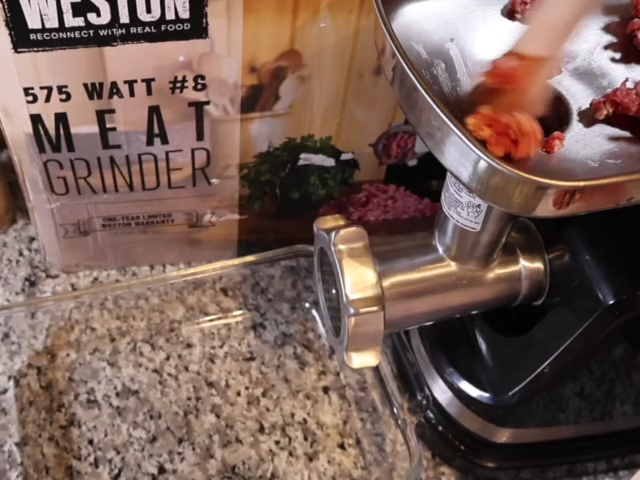 WESTON
RECONNECT WITH REAL FOOD
575 WATT #8
MEAT
GRINDER
ONE-YEAR LIMITED
WESTON WARRANTY